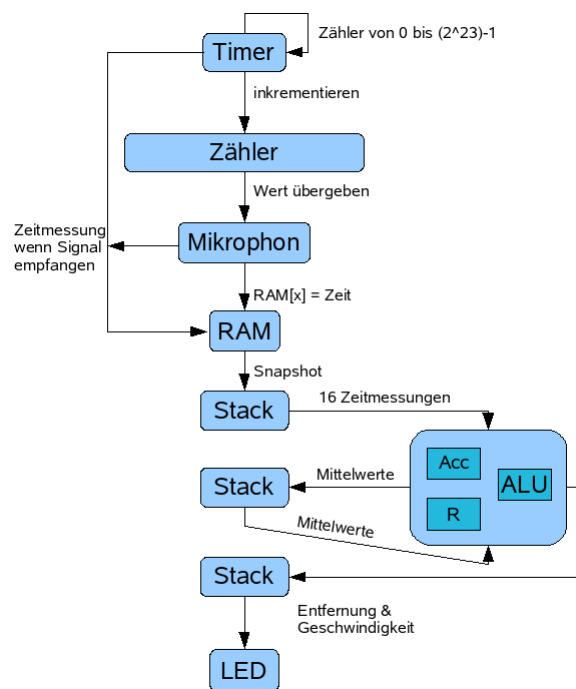 Timer
Zähler von 0 bis (2^23)-1
inkrementieren
Zähler
Wert übergeben
Zeitmessung
wenn Signal
empfangen
Mikrophon
RAM[x] = Zeit
RAM
Snapshot
Stack
16 Zeitmessungen
Acc
ALU
R
Mittelwerte
Stack
Mittelwerte
Stack
Entfernung &
Geschwindigkeit
LED